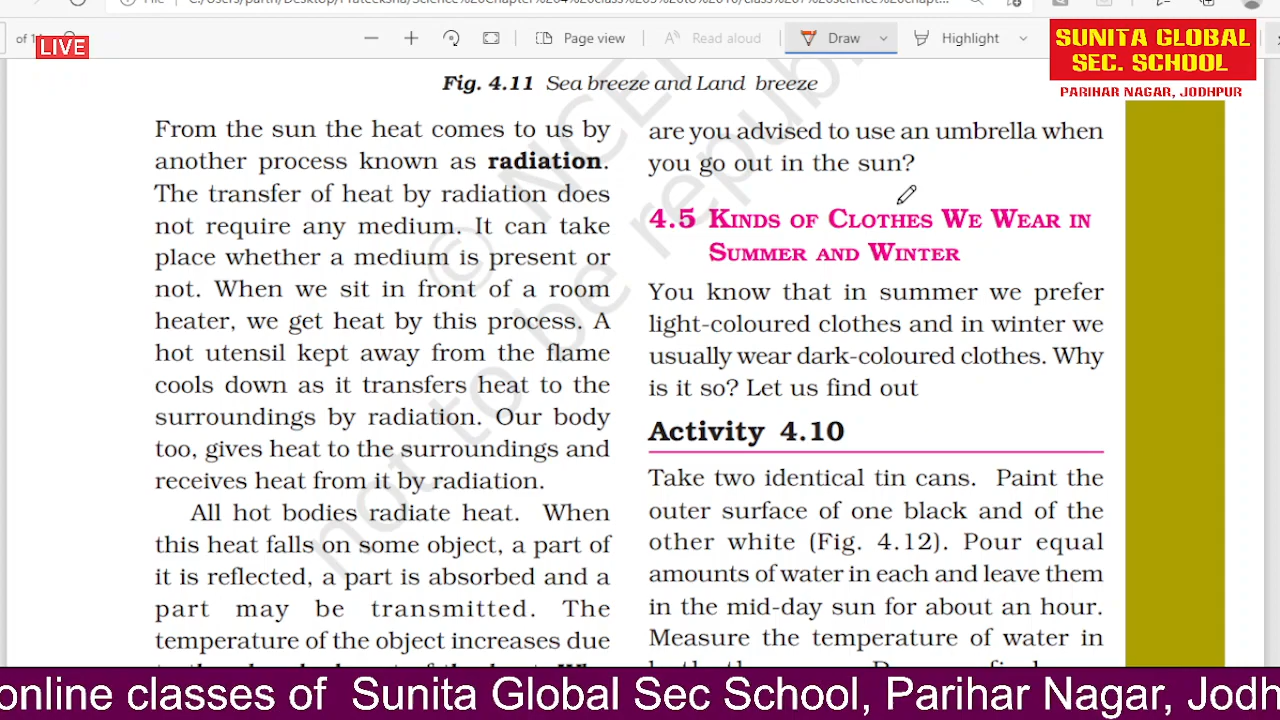 of 1
LIVE
Page view
Read aloud
Draw
Highlight
SUNITA GLOBAL
SEC. SCHOOL
PARIHAR NAGAR, JODHPUR
Fig. 4.11 Sea breeze and Land breeze
From the sun the heat comes to us by
another process known as radiation.
The transfer of heat by radiation does
not require any medium. It can take
place whether a medium is present or
not. When we sit in front of a room
heater, we get heat by this process. A
hot utensil kept away from the flame
cools down as it transfers heat to the
surroundings by radiation. Our body
too, gives heat to the surroundings and
receives heat from it by radiation.
All hot bodies radiate heat. When
this heat falls on some object, a part of
it is reflected, a part is absorbed and a
part may be transmitted. The
temperature of the object increases due
are you advised to use an umbrella when
you go out in the sun?
4.5 KINDS OF CLOTHES WE WEAR IN
SUMMER AND WINTER
You know that in summer we prefer
light-coloured clothes and in winter we
usually wear dark-coloured clothes. Why
is it so? Let us find out
Activity 4.10
Take two identical tin cans. Paint the
outer surface of one black and of the
other white (Fig. 4.12). Pour equal
amounts of water in each and leave them
in the mid-day sun for about an hour.
Measure the temperature of water in
© NCE
not to be republ
online classes of Sunita Global Sec School, Parihar Nagar, Jodh